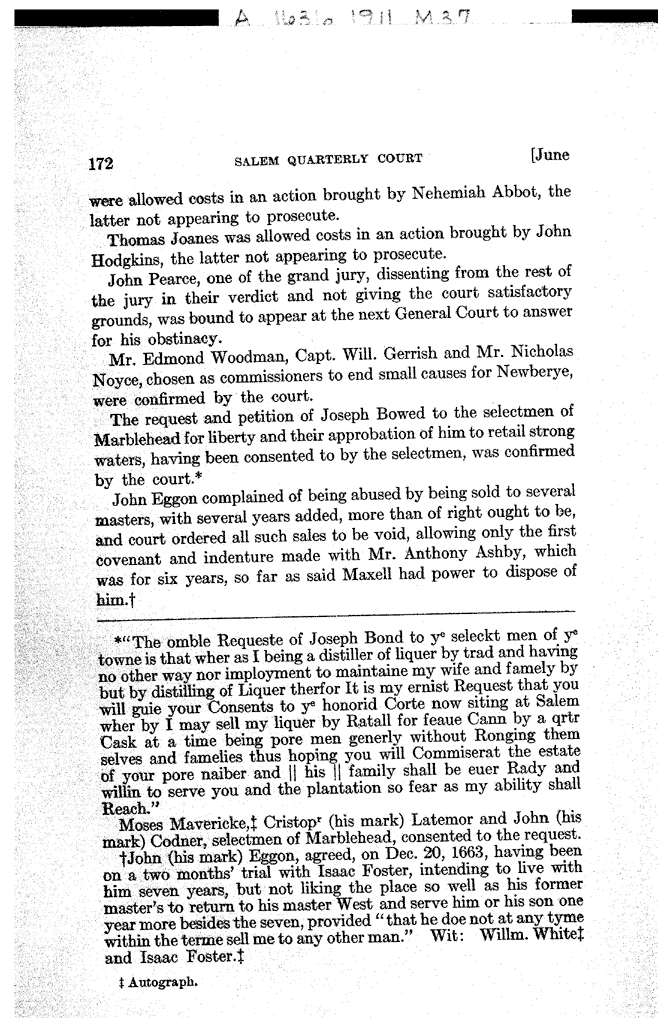 A 11631a 1911 M37
172 SALEM QUARTERLY COURT [June
were allowed costs in an action brought by Nehemiah Abbot, the
latter not appearing to prosecute.
Thomas Joanes was allowed costs in an action brought by John
Hodgkins, the latter not appearing to prosecute.
John Pearce, one of the grand jury, dissenting from the rest of
the jury in their verdict and not giving the court satisfactory
grounds, was bound to appear at the next General Court to answer
for his obstinacy.
Mr. Edmond Woodman, Capt. Will. Gerrish and Mr. Nicholas
Noyce, chosen as commissioners to end small causes for Newberye,
were confirmed by the court.
The request and petition of Joseph Bowed to the selectmen of
Marblehead for liberty and their approbation of him to retail strong
waters, having been consented to by the selectmen, was confirmed
by the court.*
John Eggon complained of being abused by being sold to several
masters, with several years added, more than of right ought to be,
and court ordered all such sales to be void, allowing only the first
covenant and indenture made with Mr. Anthony Ashby, which
was for six years, so far as said Maxell had power to dispose of
him.†
*"The omble Requeste of Joseph Bond to yᵉ seleckt men of yᵉ
towne is that wher as I being a distiller of liquer by trad and having
no other way nor imployment to maintaine my wife and famely by
but by distilling of Liquer therfor It is my ernist Request that you
will guie your Consents to yᵉ honorid Corte now siting at Salem
wher by I may sell my liquer by Ratall for feaue Cann by a qrtr
Cask at a time being pore men generly without Ronging them
selves and famelies thus hoping you will Commiserat the estate
of your pore naiber and || his || family shall be euer Rady and
willin to serve you and the plantation so fear as my ability shall
Reach."
Moses Mavericke,‡ Cristopʳ (his mark) Latemor and John (his
mark) Codner, selectmen of Marblehead, consented to the request.
†John (his mark) Eggon, agreed, on Dec. 20, 1663, having been
on a two months' trial with Isaac Foster, intending to live with
him seven years, but not liking the place so well as his former
master's to return to his master West and serve him or his son one
year more besides the seven, provided "that he doe not at any tyme
within the terme sell me to any other man." Wit: Willm. White‡
and Isaac Foster.‡
‡ Autograph.